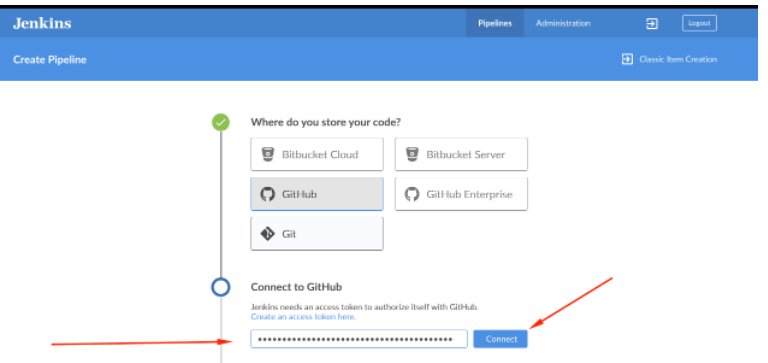 Jenkins
Pipelines
Administration
Logout
Create Pipeline
Classic Item Creation
Where do you store your code?
Bitbucket Cloud
Bitbucket Server
GitHub
GitHub Enterprise
Git
Connect to GitHub
Jenkins needs an access token to authorize itself with GitHub.
Create an access token here.
Connect